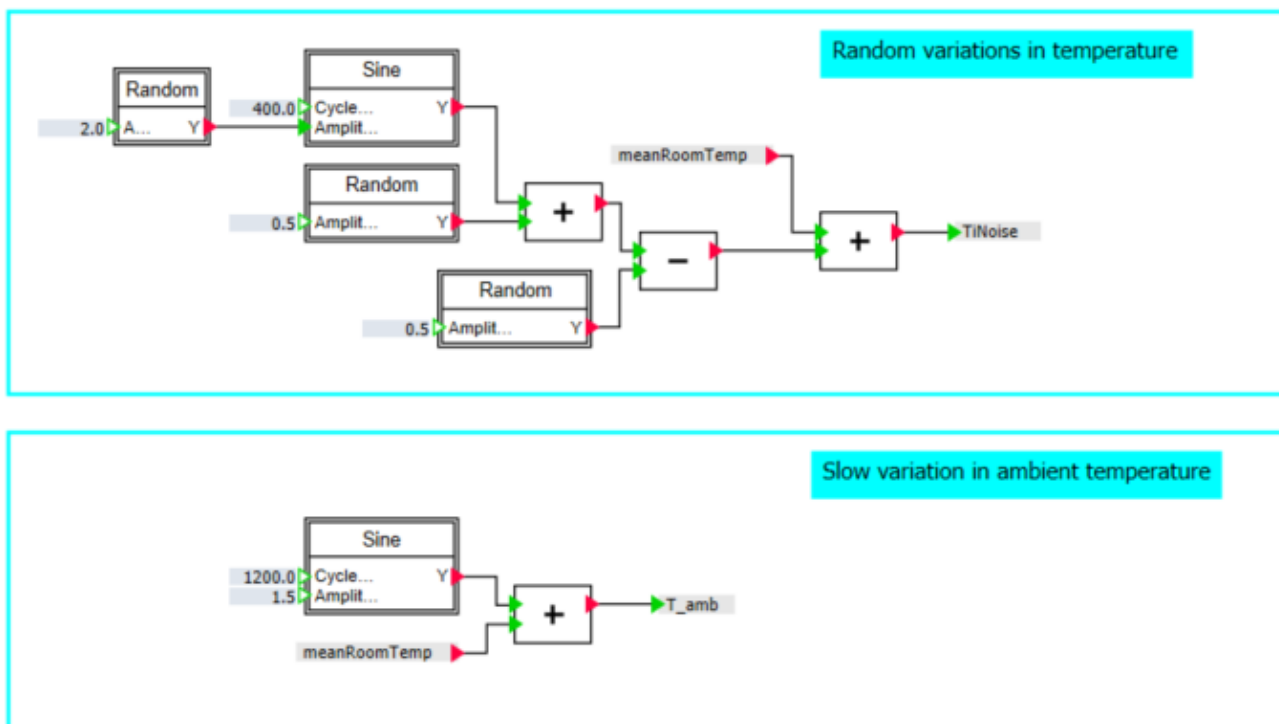 Random variations in temperature
Sine
Random
400.0 Cycle... Y
2.0 A... Y Amplit...
meanRoomTemp
Random
0.5 Amplit... Y
+
+ TiNoise
−
Random
0.5 Amplit... Y
Slow variation in ambient temperature
Sine
1200.0 Cycle... Y
1.5 Amplit...
+ T_amb
meanRoomTemp